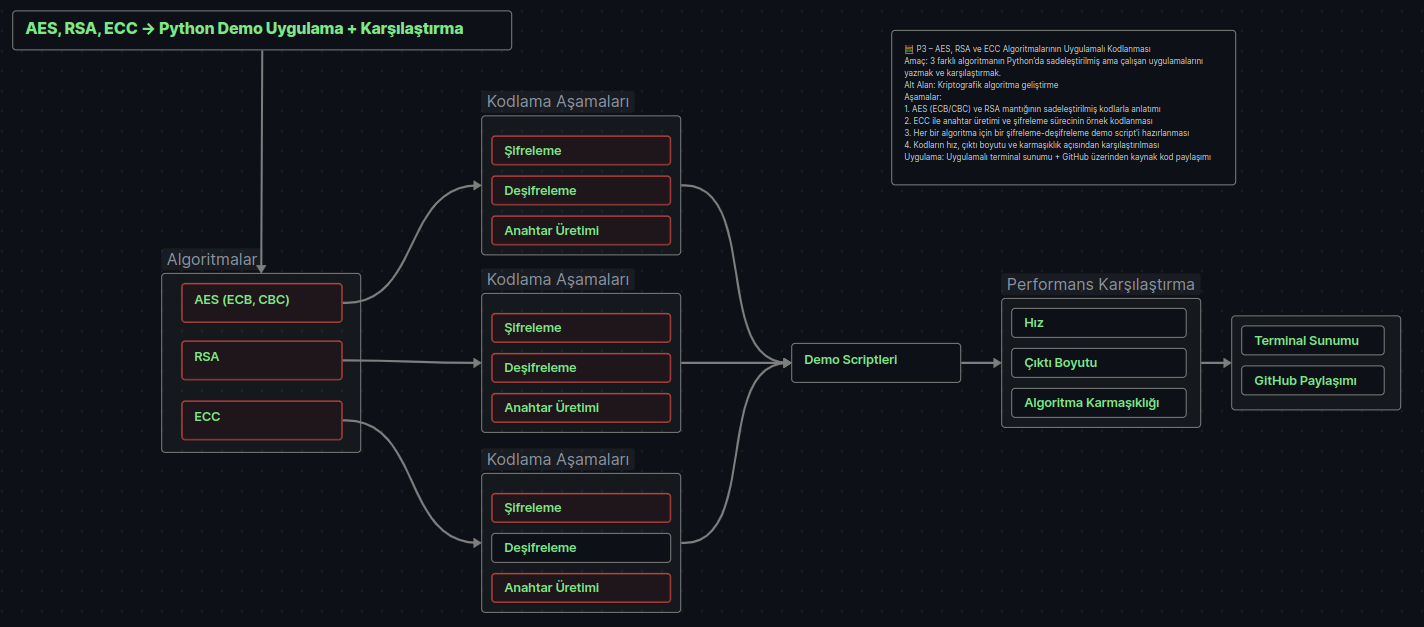 AES, RSA, ECC → Python Demo Uygulama + Karşılaştırma
🧮 P3 – AES, RSA ve ECC Algoritmalarının Uygulamalı Kodlanması
Amaç: 3 farklı algoritmanın Python'da sadeleştirilmiş ama çalışan uygulamalarını
yazmak ve karşılaştırmak.
Alt Alan: Kriptografik algoritma geliştirme
Aşamalar:
1. AES (ECB/CBC) ve RSA mantığının sadeleştirilmiş kodlarla anlatımı
2. ECC ile anahtar üretimi ve şifreleme sürecinin örnek kodlanması
3. Her bir algoritma için bir şifreleme-deşifreleme demo script'i hazırlanması
4. Kodların hız, çıktı boyutu ve karmaşıklık açısından karşılaştırılması
Uygulama: Uygulamalı terminal sunumu + GitHub üzerinden kaynak kod paylaşımı
Algoritmalar
AES (ECB, CBC)
RSA
ECC
Kodlama Aşamaları
Şifreleme
Deşifreleme
Anahtar Üretimi
Kodlama Aşamaları
Şifreleme
Deşifreleme
Anahtar Üretimi
Kodlama Aşamaları
Şifreleme
Deşifreleme
Anahtar Üretimi
Demo Scriptleri
Performans Karşılaştırma
Hız
Çıktı Boyutu
Algoritma Karmaşıklığı
Terminal Sunumu
GitHub Paylaşımı